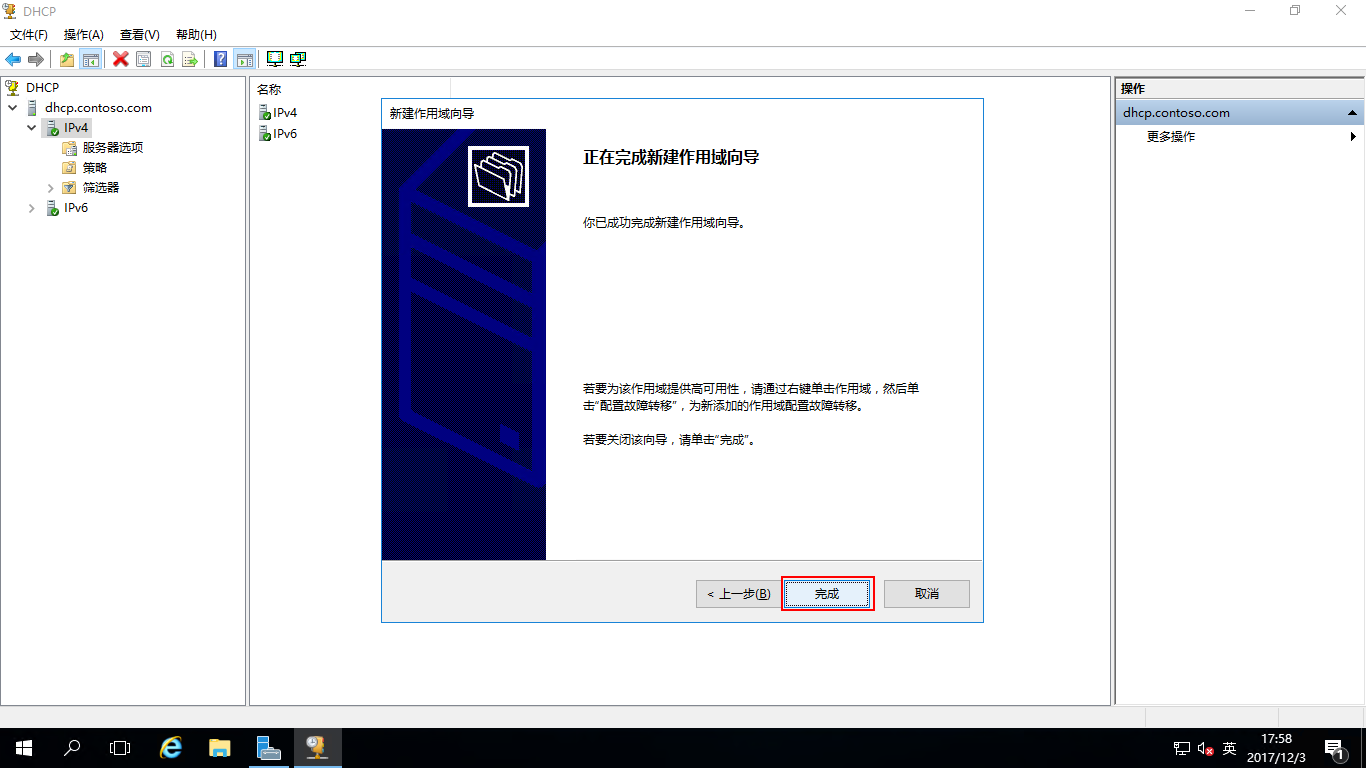 DHCP
文件(F) 操作(A) 查看(V) 帮助(H)
DHCP
dhcp.contoso.com
IPv4
服务器选项
策略
筛选器
IPv6
名称
IPv4
IPv6
新建作用域向导
正在完成新建作用域向导
你已成功完成新建作用域向导。
若要为该作用域提供高可用性，请通过右键单击作用域，然后单
击“配置故障转移”，为新添加的作用域配置故障转移。
若要关闭该向导，请单击“完成”。
< 上一步(B) 完成 取消
操作
dhcp.contoso.com
更多操作
英
17:58
2017/12/3
1